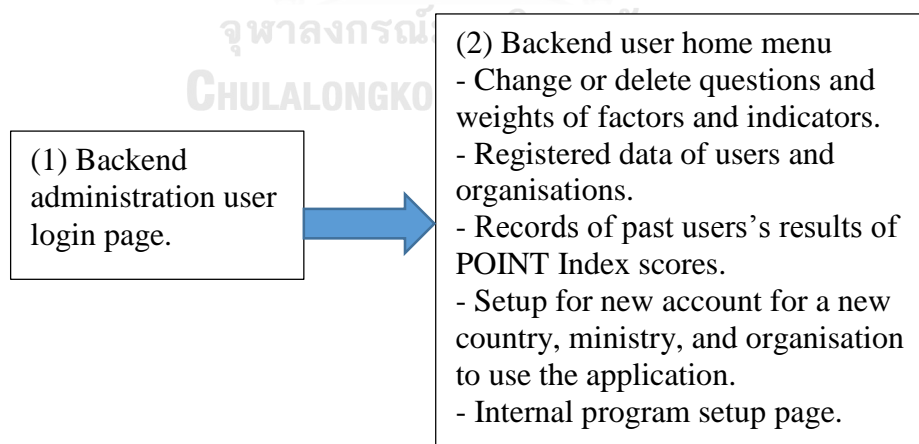 จุฬาลงกรณ์
CHULALONGKO
(1) Backend
administration user
login page.
(2) Backend user home menu
- Change or delete questions and
weights of factors and indicators.
- Registered data of users and
organisations.
- Records of past users’s results of
POINT Index scores.
- Setup for new account for a new
country, ministry, and organisation
to use the application.
- Internal program setup page.